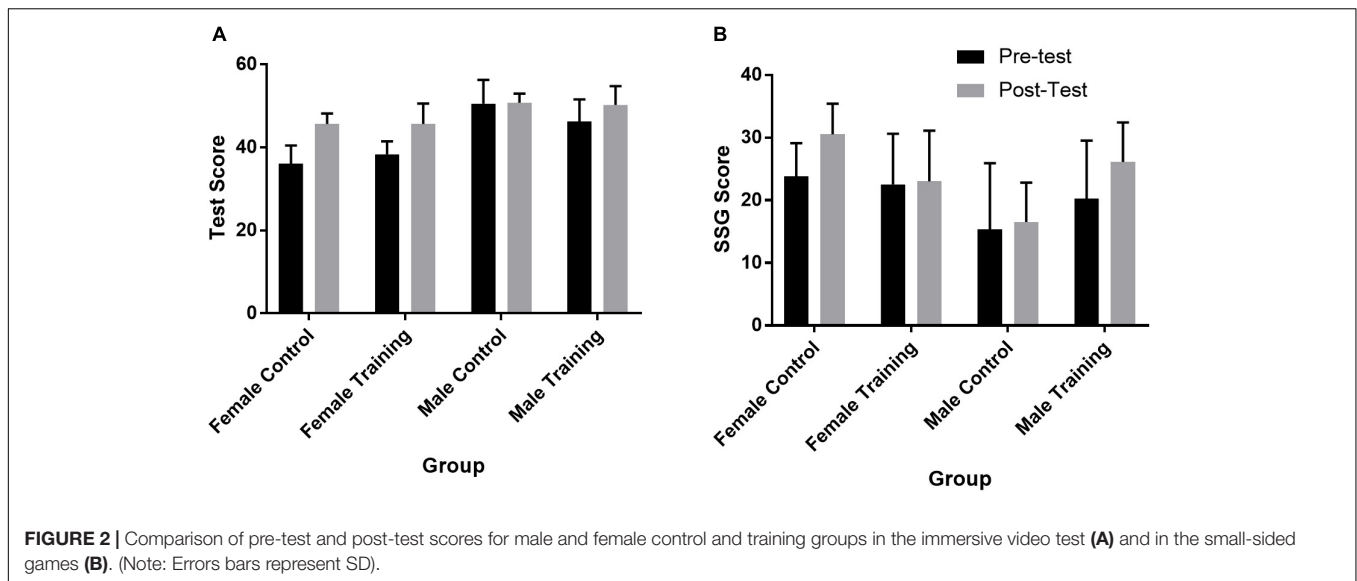 A
60
40
20
0
Test Score
Female Control
Female Training
Male Control
Male Training
Group
B
Pre-test
Post-Test
40
30
20
10
0
SSG Score
Female Control
Female Training
Male Control
Male Training
Group
FIGURE 2 | Comparison of pre-test and post-test scores for male and female control and training groups in the immersive video test (A) and in the small-sided
games (B). (Note: Errors bars represent SD).